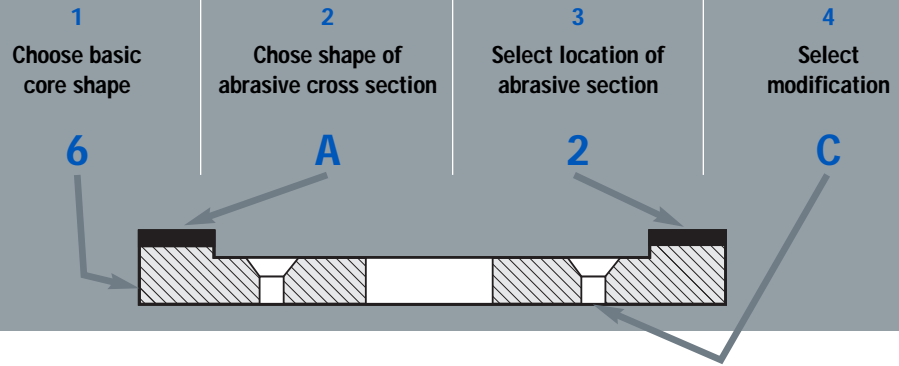 1
Choose basic
core shape
6
2
Chose shape of
abrasive cross section
A
3
Select location of
abrasive section
2
4
Select
modification
C